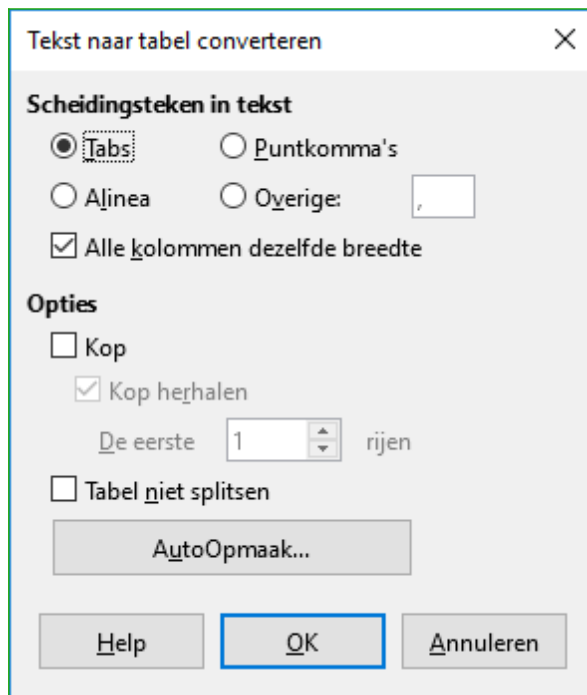 Tekst naar tabel converteren
Scheidingsteken in tekst
Tabs Puntkomma's
Alinea Overige: ,
Alle kolommen dezelfde breedte
Opties
Kop
Kop herhalen
De eerste 1 rijen
Tabel niet splitsen
AutoOpmaak...
Help OK Annuleren